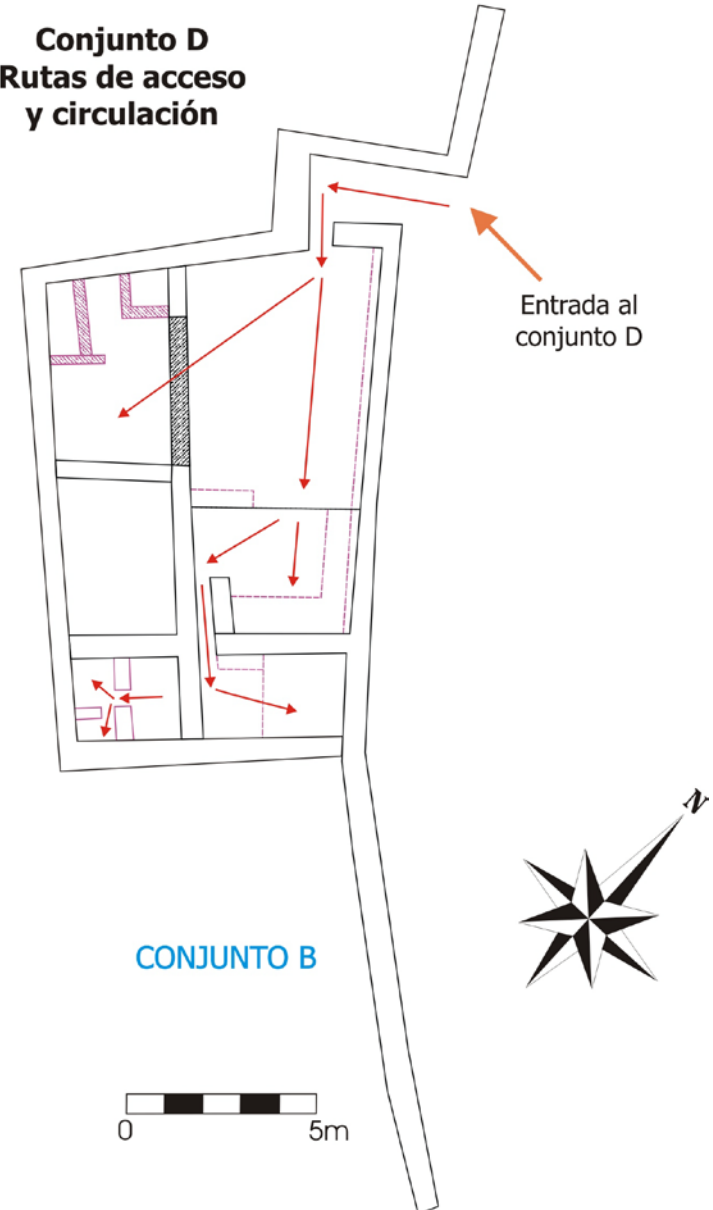 Conjunto D
Rutas de acceso
y circulación
Entrada al
conjunto D
N
CONJUNTO B
0 5m